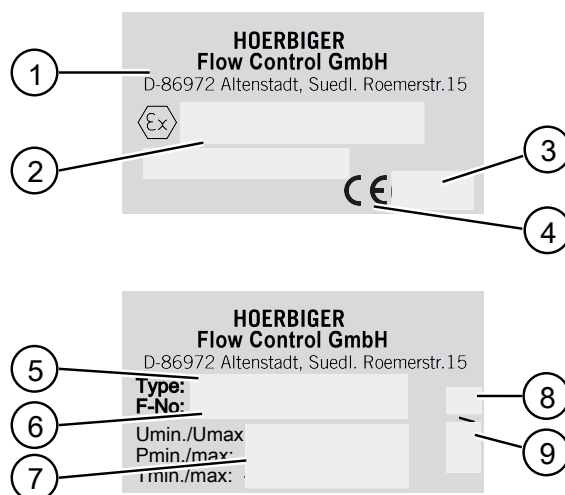 HOERBIGER
Flow Control GmbH
1
D-86972 Altenstadt, Suedl. Roemerstr.15
Ex
2
3
CE
4
HOERBIGER
Flow Control GmbH
D-86972 Altenstadt, Suedl. Roemerstr.15
5
Type:
8
F-No:
6
Umin./Umax
9
Pmin./max:
7
Tmin./max: